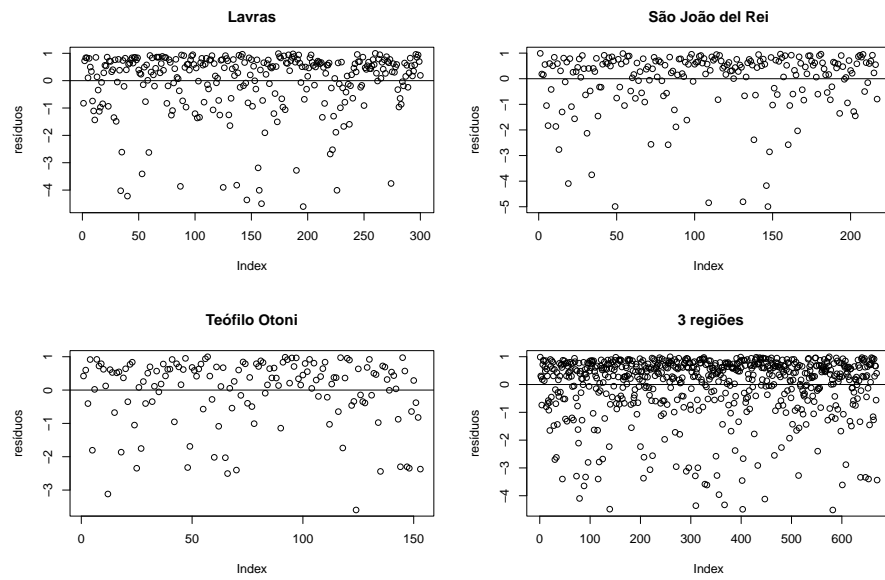 Lavras
resíduos
1
0
−1
−2
−3
−4
0 50 100 150 200 250 300
Index
São João del Rei
resíduos
1
0
−1
−2
−3
−4
−5
0 50 100 150 200
Index
Teófilo Otoni
resíduos
1
0
−1
−2
−3
0 50 100 150
Index
3 regiões
resíduos
1
0
−1
−2
−3
−4
0 100 200 300 400 500 600
Index